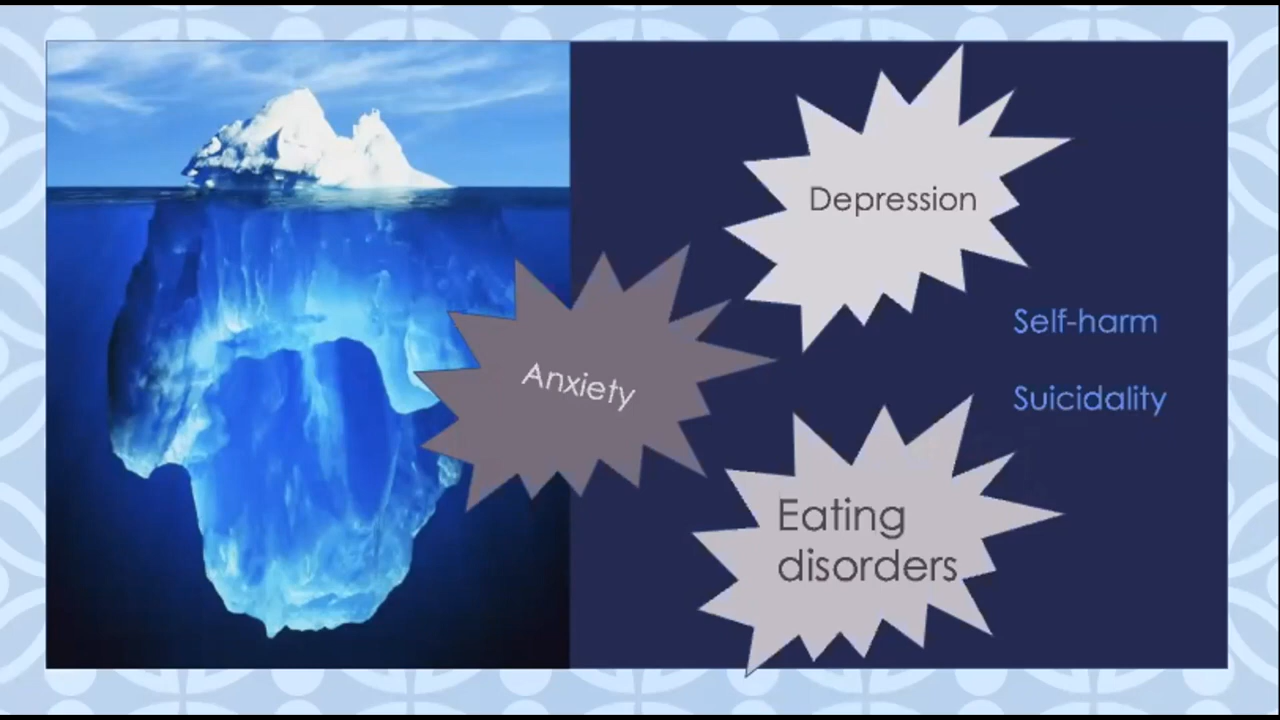 Depression
Self-harm
Anxiety
Suicidality
Eating
disorders